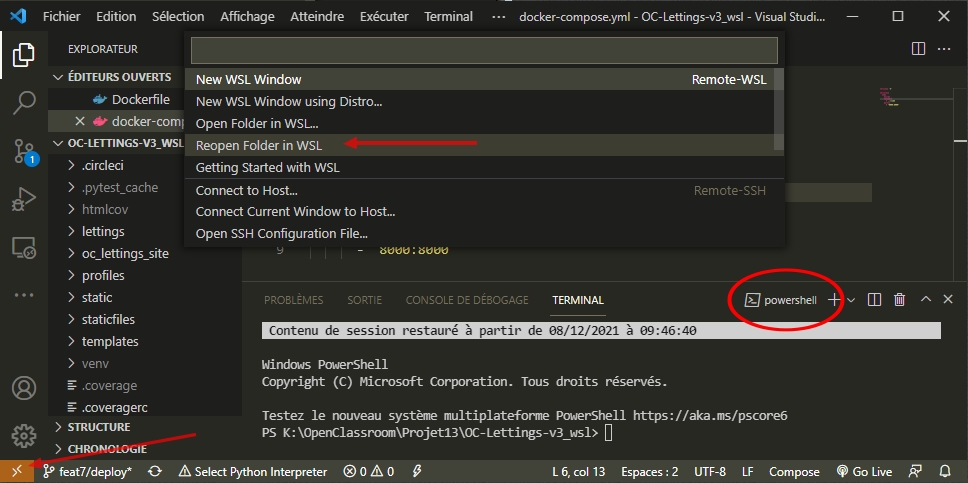 Fichier Edition Sélection Affichage Atteindre Exécuter Terminal ··· docker-compose.yml - OC-Lettings-v3_wsl - Visual Studi...
EXPLORATEUR
ÉDITEURS OUVERTS
Dockerfile
docker-comp
OC-LETTINGS-V3_WSL
.circleci
.pytest_cache
htmlcov
lettings
oc_lettings_site
profiles
static
staticfiles
templates
venv
.coverage
.coveragerc
STRUCTURE
CHRONOLOGIE
1
New WSL Window Remote-WSL
New WSL Window using Distro...
Open Folder in WSL...
Reopen Folder in WSL
Getting Started with WSL
Connect to Host... Remote-SSH
Connect Current Window to Host...
Open SSH Configuration File...
9 - 8000:8000
PROBLÈMES SORTIE CONSOLE DE DÉBOGAGE TERMINAL powershell
Contenu de session restauré à partir de 08/12/2021 à 09:46:40
Windows PowerShell
Copyright (C) Microsoft Corporation. Tous droits réservés.
Testez le nouveau système multiplateforme PowerShell https://aka.ms/pscore6
PS K:\OpenClassroom\Projet13\OC-Lettings-v3_wsl>
feat7/deploy* Select Python Interpreter 0 0 L 6, col 13 Espaces : 2 UTF-8 LF Compose Go Live